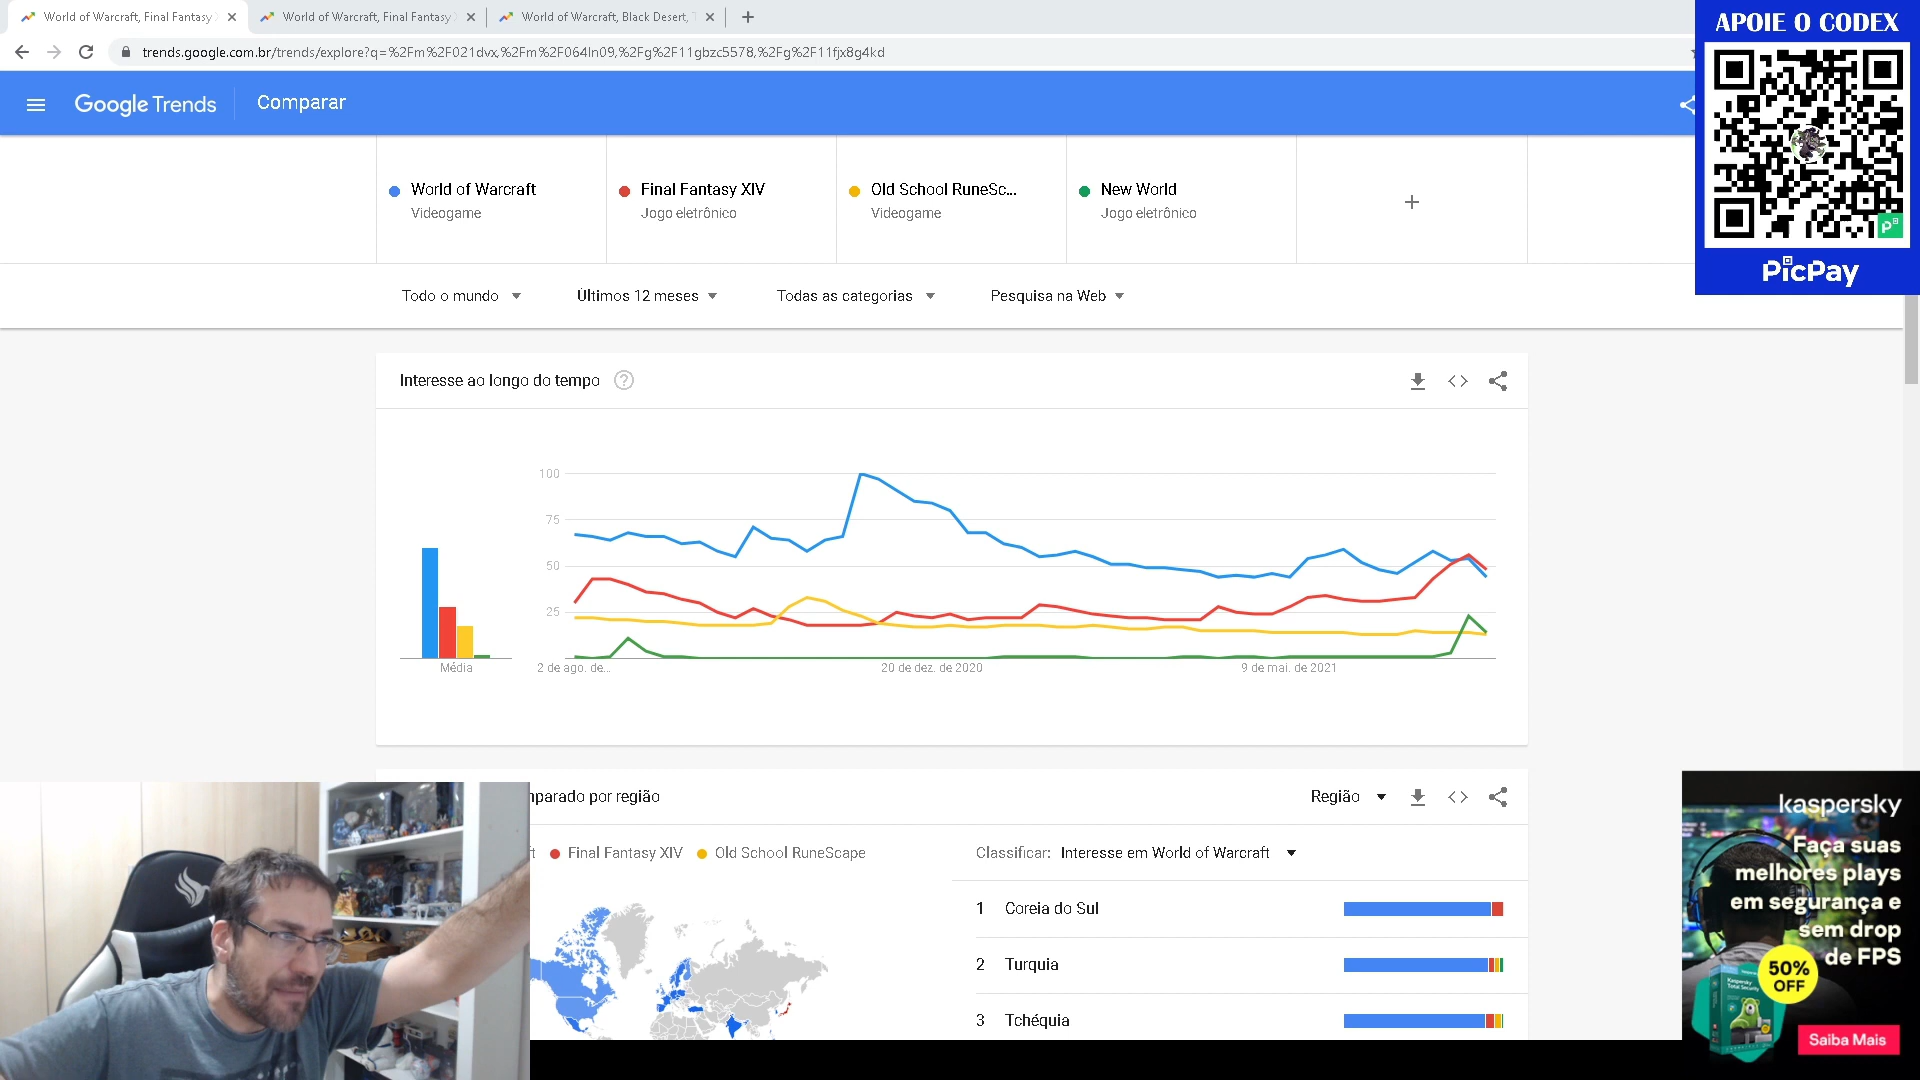 World of Warcraft, Final Fantasy
World of Warcraft, Final Fantasy
World of Warcraft, Black Desert,
trends.google.com.br/trends/explore?q=%2Fm%2F021dvx,%2Fm%2F064ln09,%2Fg%2F11gbzc5578,%2Fg%2F11fjx8g4kd
APOIE O CODEX
Google Trends
Comparar
World of Warcraft
Videogame
Final Fantasy XIV
Jogo eletrônico
Old School RuneSc...
Videogame
New World
Jogo eletrônico
PicPay
Todo o mundo
Últimos 12 meses
Todas as categorias
Pesquisa na Web
Interesse ao longo do tempo
100
75
50
25
Média
2 de ago. de...
20 de dez. de 2020
9 de mai. de 2021
mparado por região
Região
ft
Final Fantasy XIV
Old School RuneScape
Classificar: Interesse em World of Warcraft
1 Coreia do Sul
2 Turquia
3 Tchéquia
kaspersky
Faça suas
melhores plays
em segurança e
sem drop
de FPS
50%
OFF
Saiba Mais